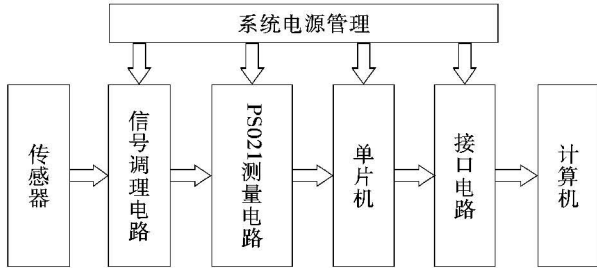 系统电源管理
传感器
信号调理电路
PS021测量电路
单片机
接口电路
计算机